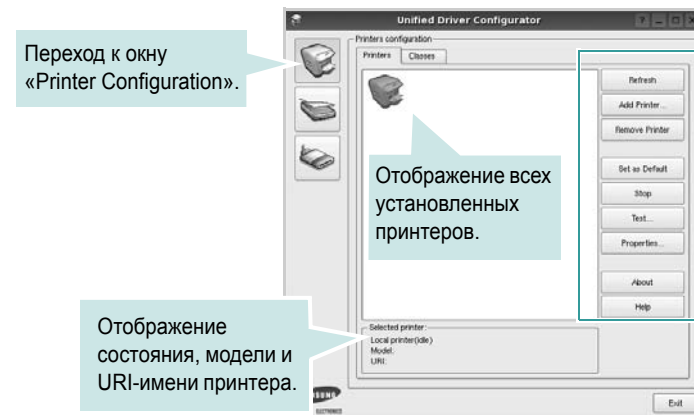 Unified Driver Configurator
Переход к окну
«Printer Configuration».
Printers configuration
Printers
Classes
Refresh
Add Printer...
Remove Printer
Set as Default
Stop
Test...
Properties...
About
Help
Отображение всех
установленных
принтеров.
Отображение
состояния, модели и
URI-имени принтера.
Selected printer:
Local printer(idle)
Model:
URI:
SUNG
ELECTRONICS
Exit